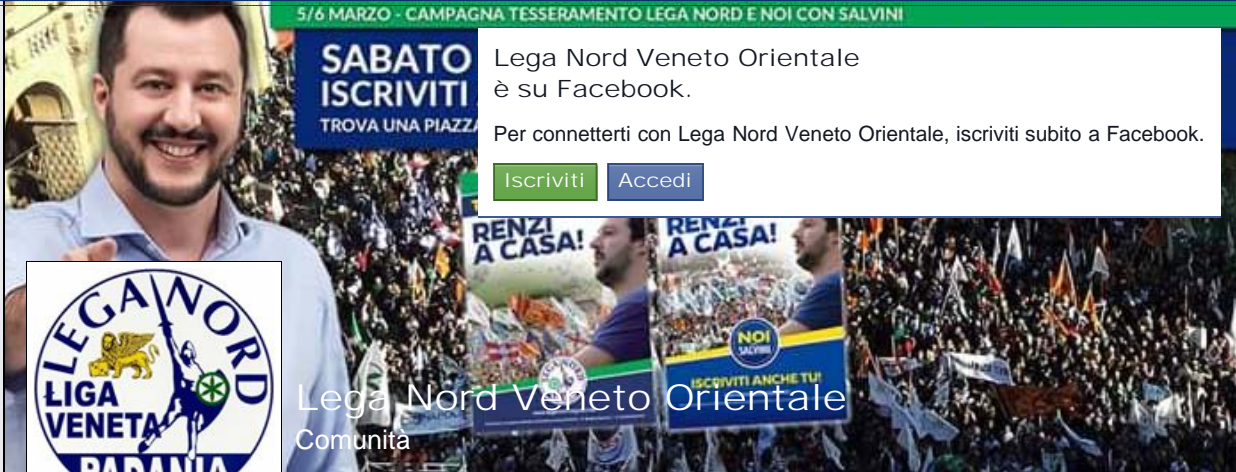 5/6 MARZO - CAMPAGNA TESSERAMENTO LEGA NORD E NOI CON SALVINI
SABATO
ISCRIVITI
TROVA UNA PIAZZA
Lega Nord Veneto Orientale
è su Facebook.
Per connetterti con Lega Nord Veneto Orientale, iscriviti subito a Facebook.
Iscriviti Accedi
RENZI
A CASA!
RENZI
A CASA!
NOI
SALVINI
ISCRIVITI ANCHE TU!
LEGA NORD
LIGA
VENETA
PADANIA
Lega Nord Veneto Orientale
Comunità